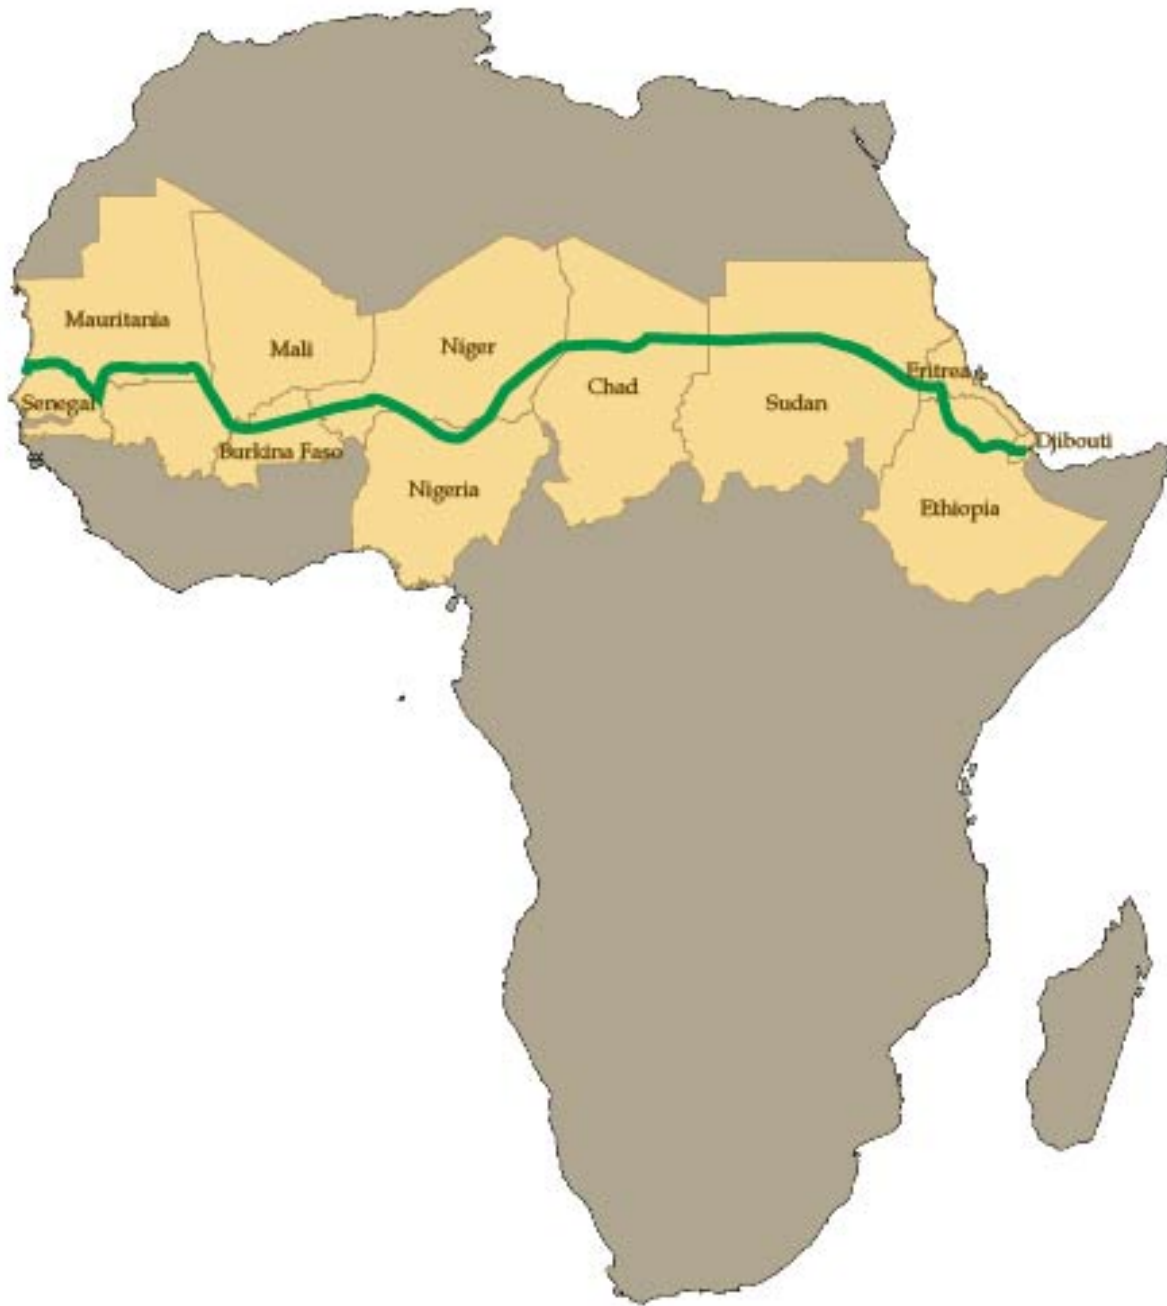 Mauritania
Mali
Niger
Chad
Eritrea
Senegal
Sudan
Djibouti
Burkina Faso
Nigeria
Ethiopia